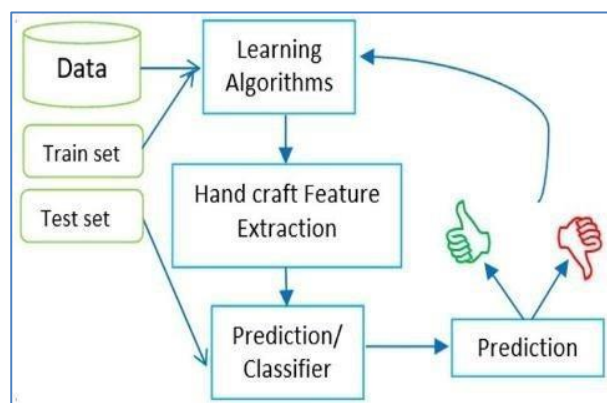 Data
Learning
Algorithms
Train set
Test set
Hand craft Feature
Extraction
Prediction/
Classifier
Prediction